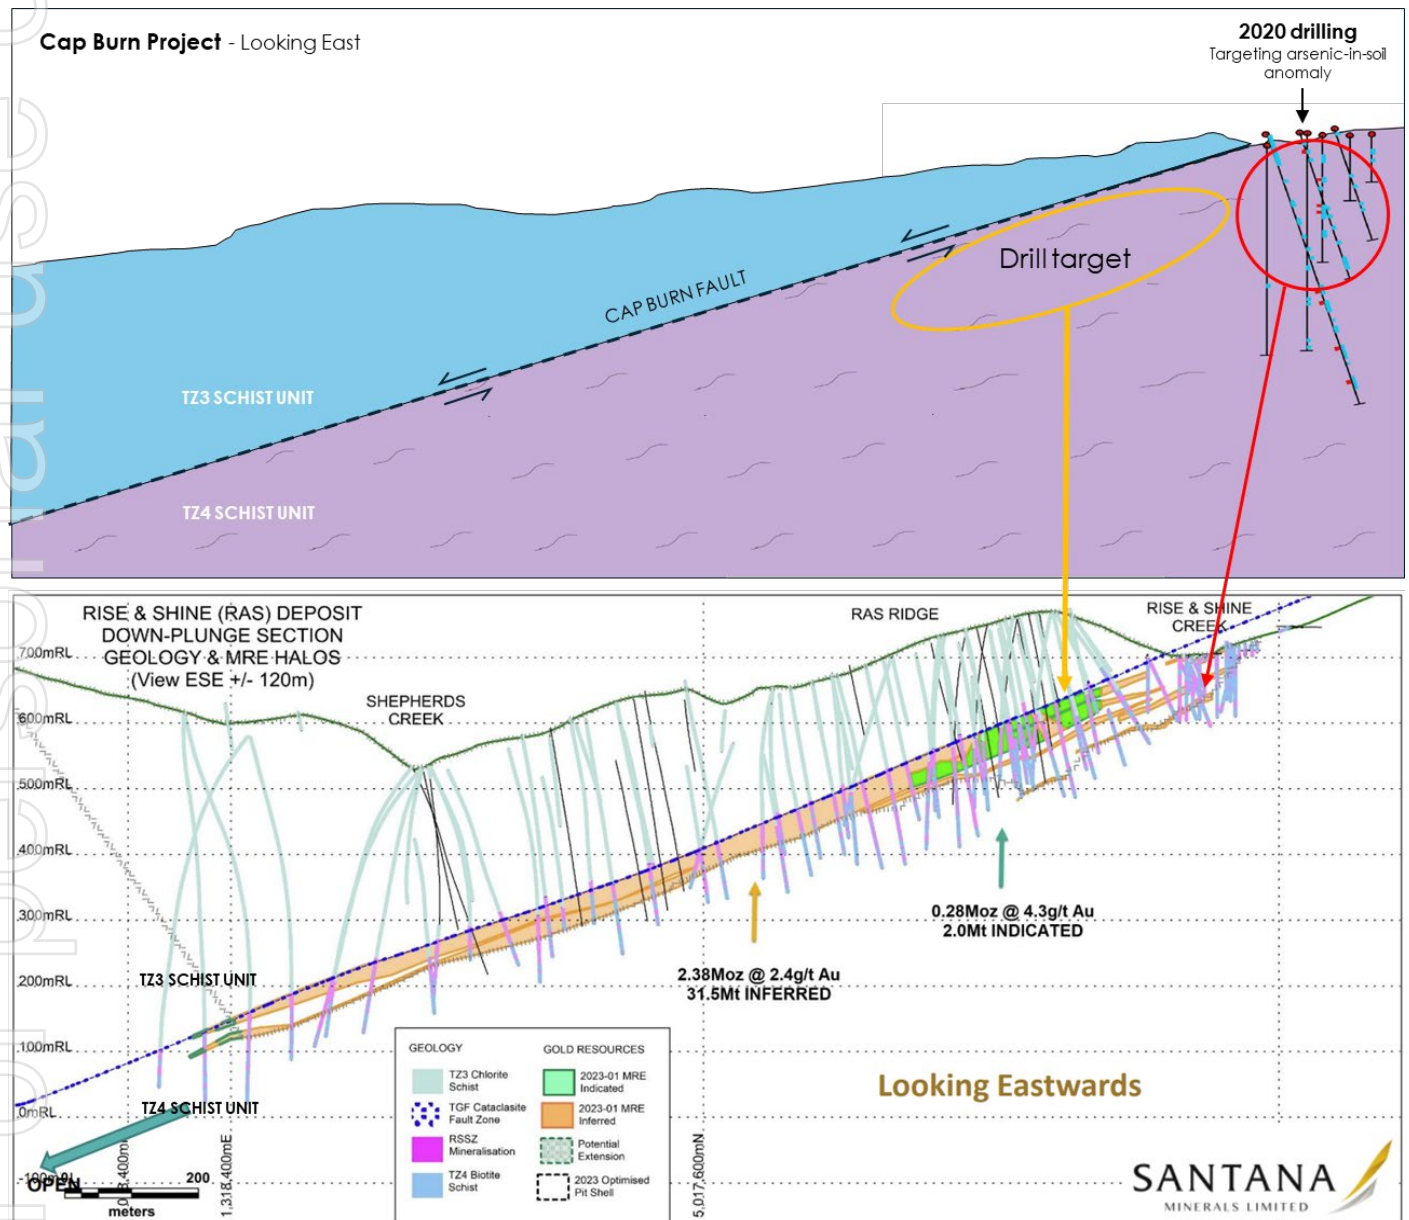 Cap Burn Project - Looking East
2020 drilling
Targeting arsenic-in-soil
anomaly
Drill target
CAP BURN FAULT
TZ3 SCHIST UNIT
TZ4 SCHIST UNIT
RISE & SHINE (RAS) DEPOSIT
DOWN-PLUNGE SECTION
GEOLOGY & MRE HALOS
(View ESE +/- 120m)
RAS RIDGE
RISE & SHINE
CREEK
SHEPHERDS
CREEK
700mRL
600mRL
500mRL
400mRL
300mRL
200mRL
100mRL
0mRL
0.28Moz @ 4.3g/t Au
2.0Mt INDICATED
2.38Moz @ 2.4g/t Au
31.5Mt INFERRED
TZ3 SCHIST UNIT
TZ4 SCHIST UNIT
OPEN
200
meters
1,318,400mE
5,017,600mN
GEOLOGY
TZ3 Chlorite
Schist
TGF Cataclasite
Fault Zone
RSSZ
Mineralisation
TZ4 Biotite
Schist
GOLD RESOURCES
2023-01 MRE
Indicated
2023-01 MRE
Inferred
Potential
Extension
2023 Optimised
Pit Shell
Looking Eastwards
SANTANA
MINERALS LIMITED